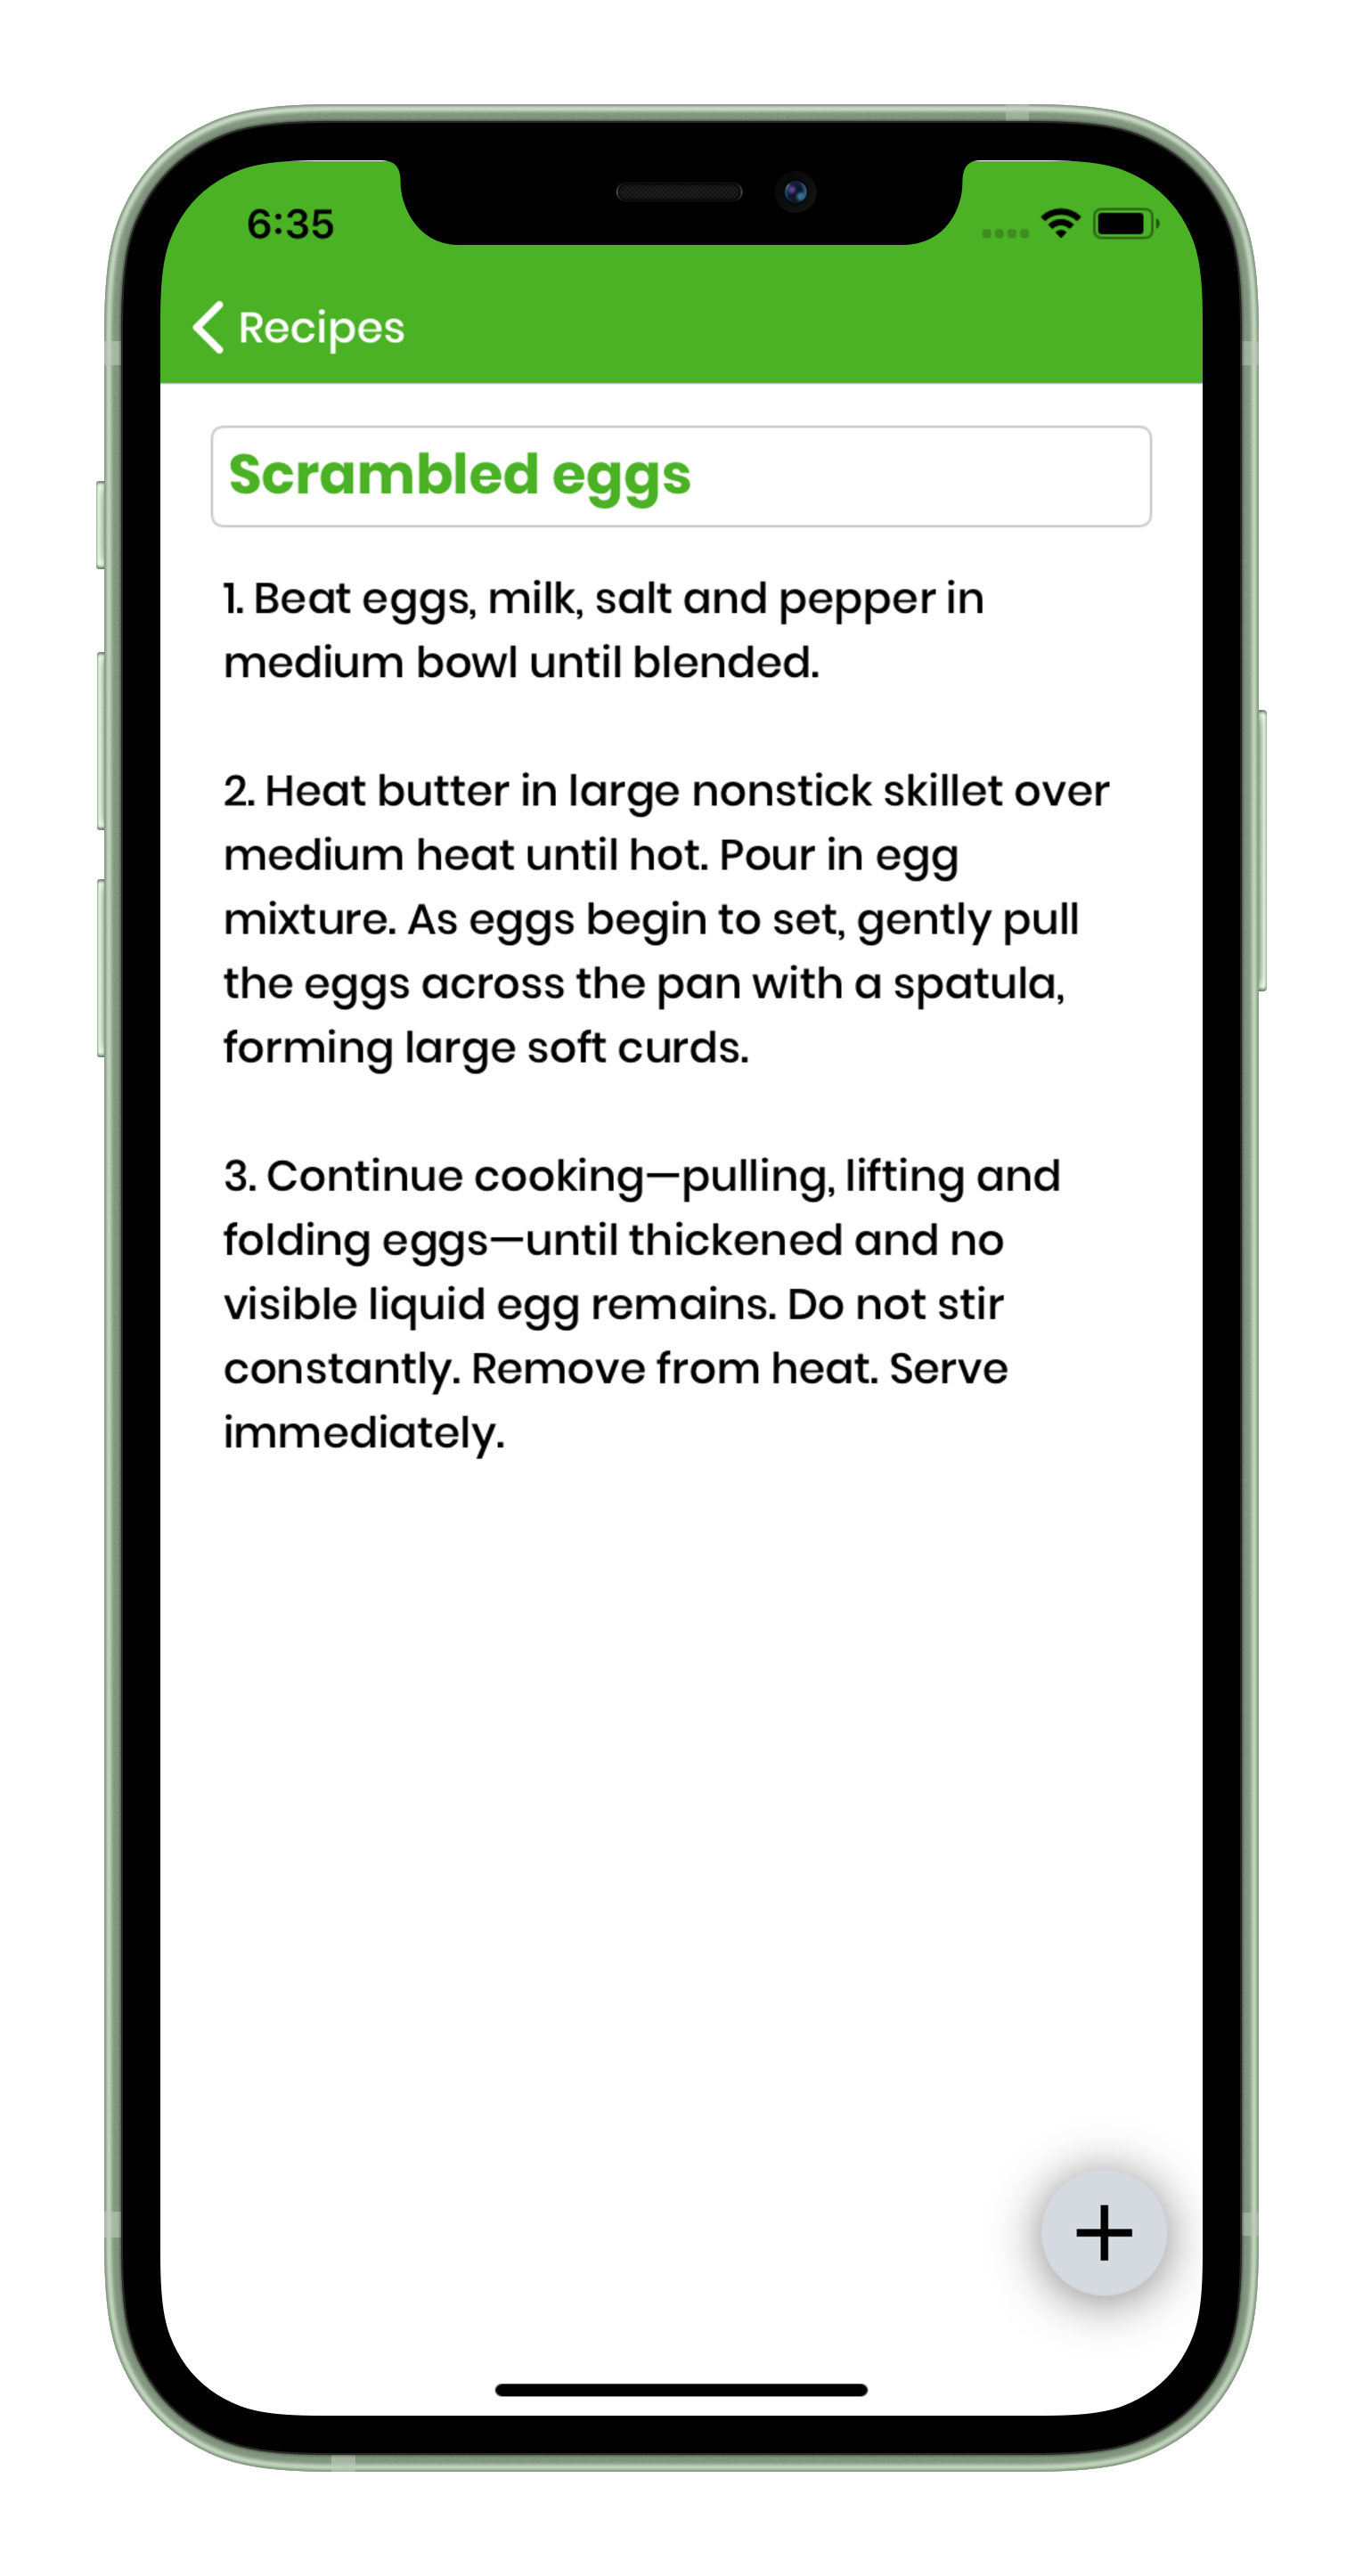 6:35
Recipes
Scrambled eggs
1. Beat eggs, milk, salt and pepper in
medium bowl until blended.
2. Heat butter in large nonstick skillet over
medium heat until hot. Pour in egg
mixture. As eggs begin to set, gently pull
the eggs across the pan with a spatula,
forming large soft curds.
3. Continue cooking—pulling, lifting and
folding eggs—until thickened and no
visible liquid egg remains. Do not stir
constantly. Remove from heat. Serve
immediately.